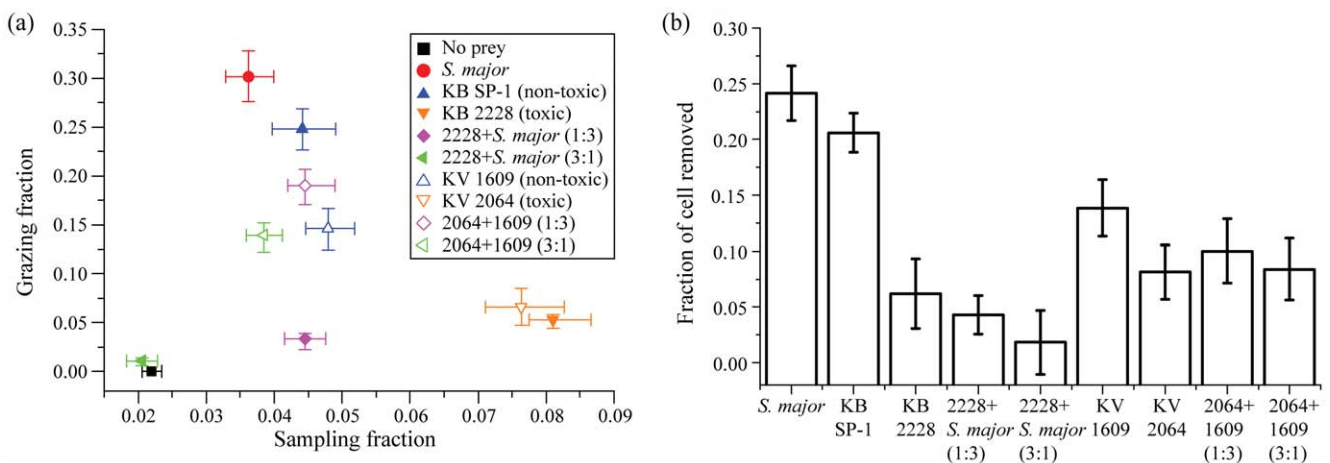 (a)
Grazing fraction
0.35
0.30
0.25
0.20
0.15
0.10
0.05
0.00
0.02 0.03 0.04 0.05 0.06 0.07 0.08 0.09
Sampling fraction
No prey
S. major
KB SP-1 (non-toxic)
KB 2228 (toxic)
2228+S. major (1:3)
2228+S. major (3:1)
KV 1609 (non-toxic)
KV 2064 (toxic)
2064+1609 (1:3)
2064+1609 (3:1)
(b)
Fraction of cell removed
0.30
0.25
0.20
0.15
0.10
0.05
0.00
S. major KB KB 2228+ 2228+ KV KV 2064+ 2064+
SP-1 2228 S. major S. major 1609 2064 1609 1609
(1:3) (3:1) (1:3) (3:1)